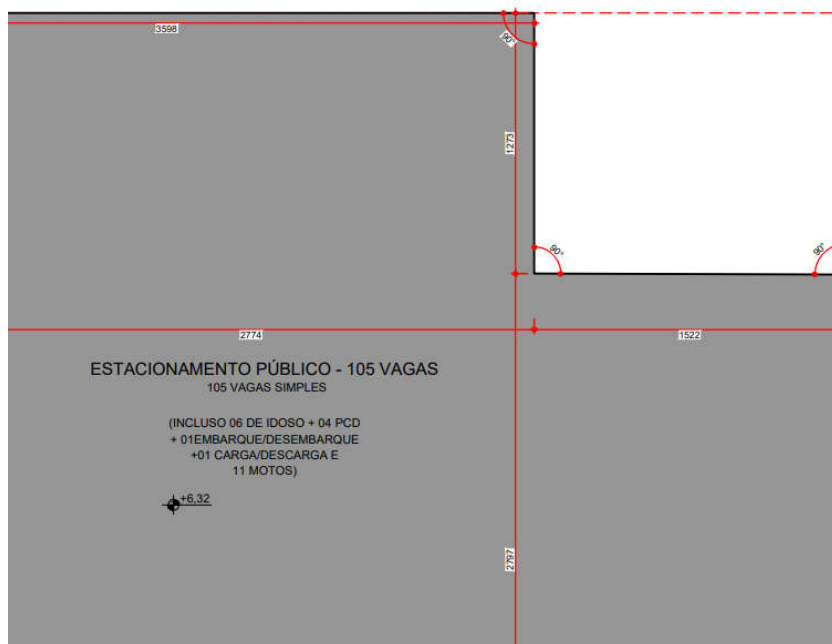 3598
90°
1273
90°
90°
2774
1522
ESTACIONAMENTO PÚBLICO - 105 VAGAS
105 VAGAS SIMPLES
(INCLUSO 06 DE IDOSO + 04 PCD
+ 01EMBARQUE/DESEMBARQUE
+01 CARGA/DESCARGA E
11 MOTOS)
+6,32
2797